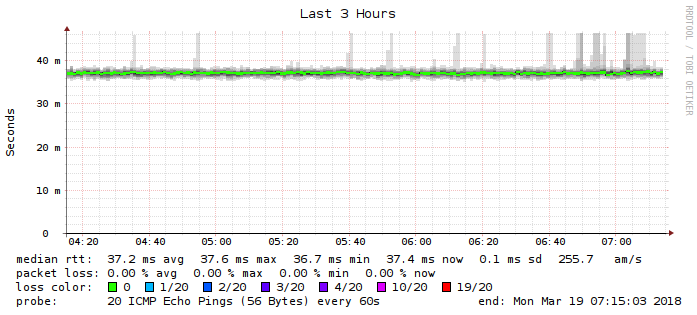 Last 3 Hours
RRDTOOL / TOBI OETIKER
Seconds
40 m
30 m
20 m
10 m
0
04:20 04:40 05:00 05:20 05:40 06:00 06:20 06:40 07:00
median rtt: 37.2 ms avg 37.6 ms max 36.7 ms min 37.4 ms now 0.1 ms sd 255.7 am/s
packet loss: 0.00 % avg 0.00 % max 0.00 % min 0.00 % now
loss color: 0 1/20 2/20 3/20 4/20 10/20 19/20
probe: 20 ICMP Echo Pings (56 Bytes) every 60s end: Mon Mar 19 07:15:03 2018